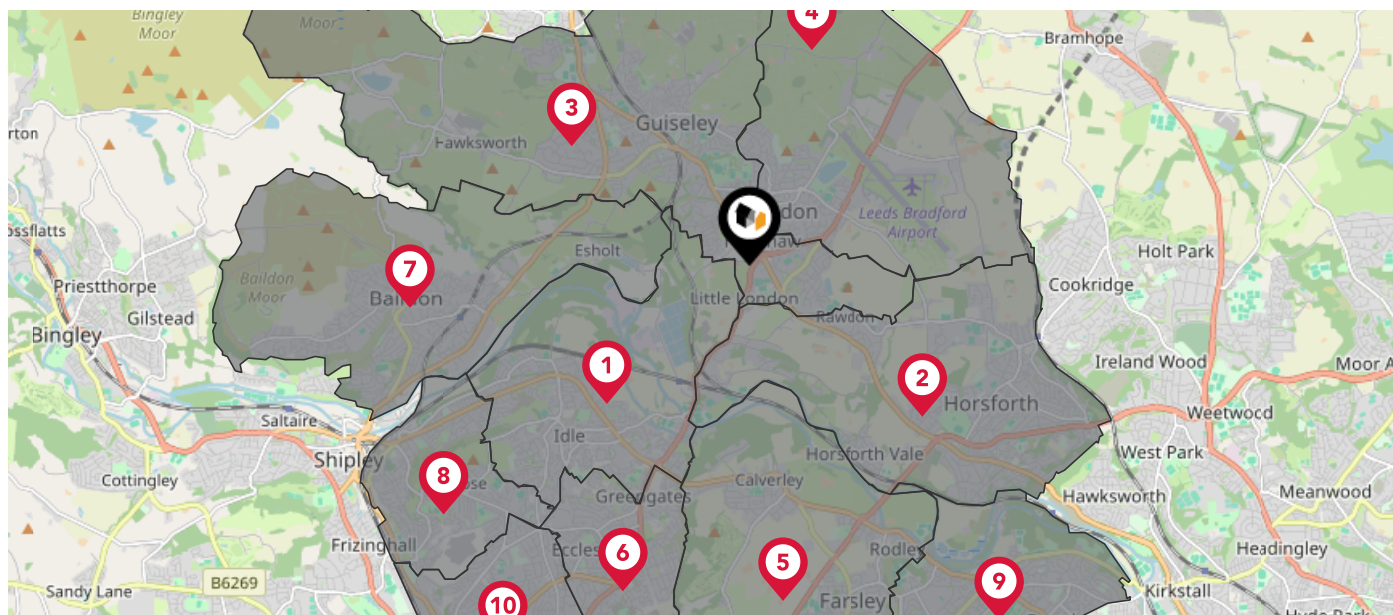 Bingley
Moor
4
Bramhope
3
Guiseley
Hawksworth
rton
Leeds Bradford
Airport
ossflatts
Esholt
Holt Park
7
Baildon
Moor
Priestthorpe
Cookridge
Little London
Gilstead
Rawdon
Bingley
1
Ireland Wood
Moor A
2
Horsforth
Weetwood
Saltaire
Idle
Shipley
Horsforth Vale
West Park
Cottingley
8
Calverley
Greengates
Hawksworth
Meanwood
Frizinghall
Eccles
6
Rodley
5
Headingley
B6269
9
Sandy Lane
10
Farsley
Kirkstall
Hyde Park